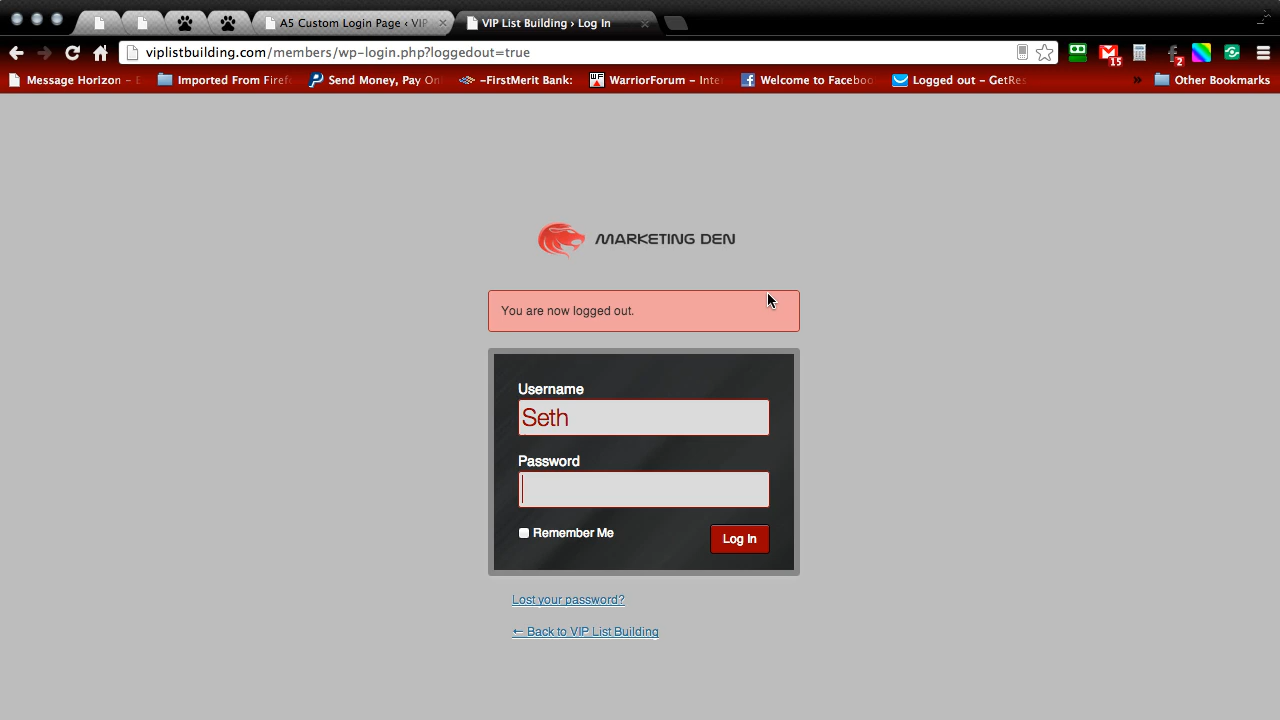 A5 Custom Login Page ‹ VIP
VIP List Building › Log In
viplistbuilding.com/members/wp-login.php?loggedout=true
15
2
Message Horizon –
Imported From Firef
Send Money, Pay On
–FirstMerit Bank:
WarriorForum – Inte
Welcome to Faceboo
Logged out – GetRes
»
Other Bookmarks
MARKETING DEN
You are now logged out.
Username
Seth
Password
Remember Me
Log In
Lost your password?
← Back to VIP List Building